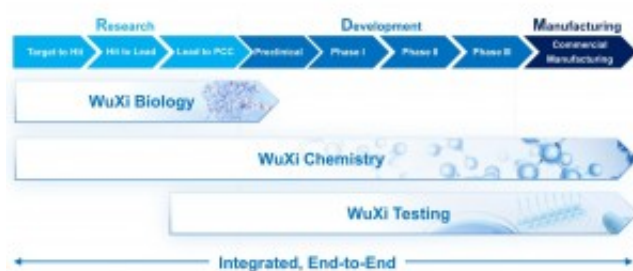 Research Development Manufacturing
Target to Hit Hit to Lead Lead to PCC Preclinical Phase I Phase II Phase III Commercial
Manufacturing
WuXi Biology
WuXi Chemistry
WuXi Testing
Integrated, End-to-End